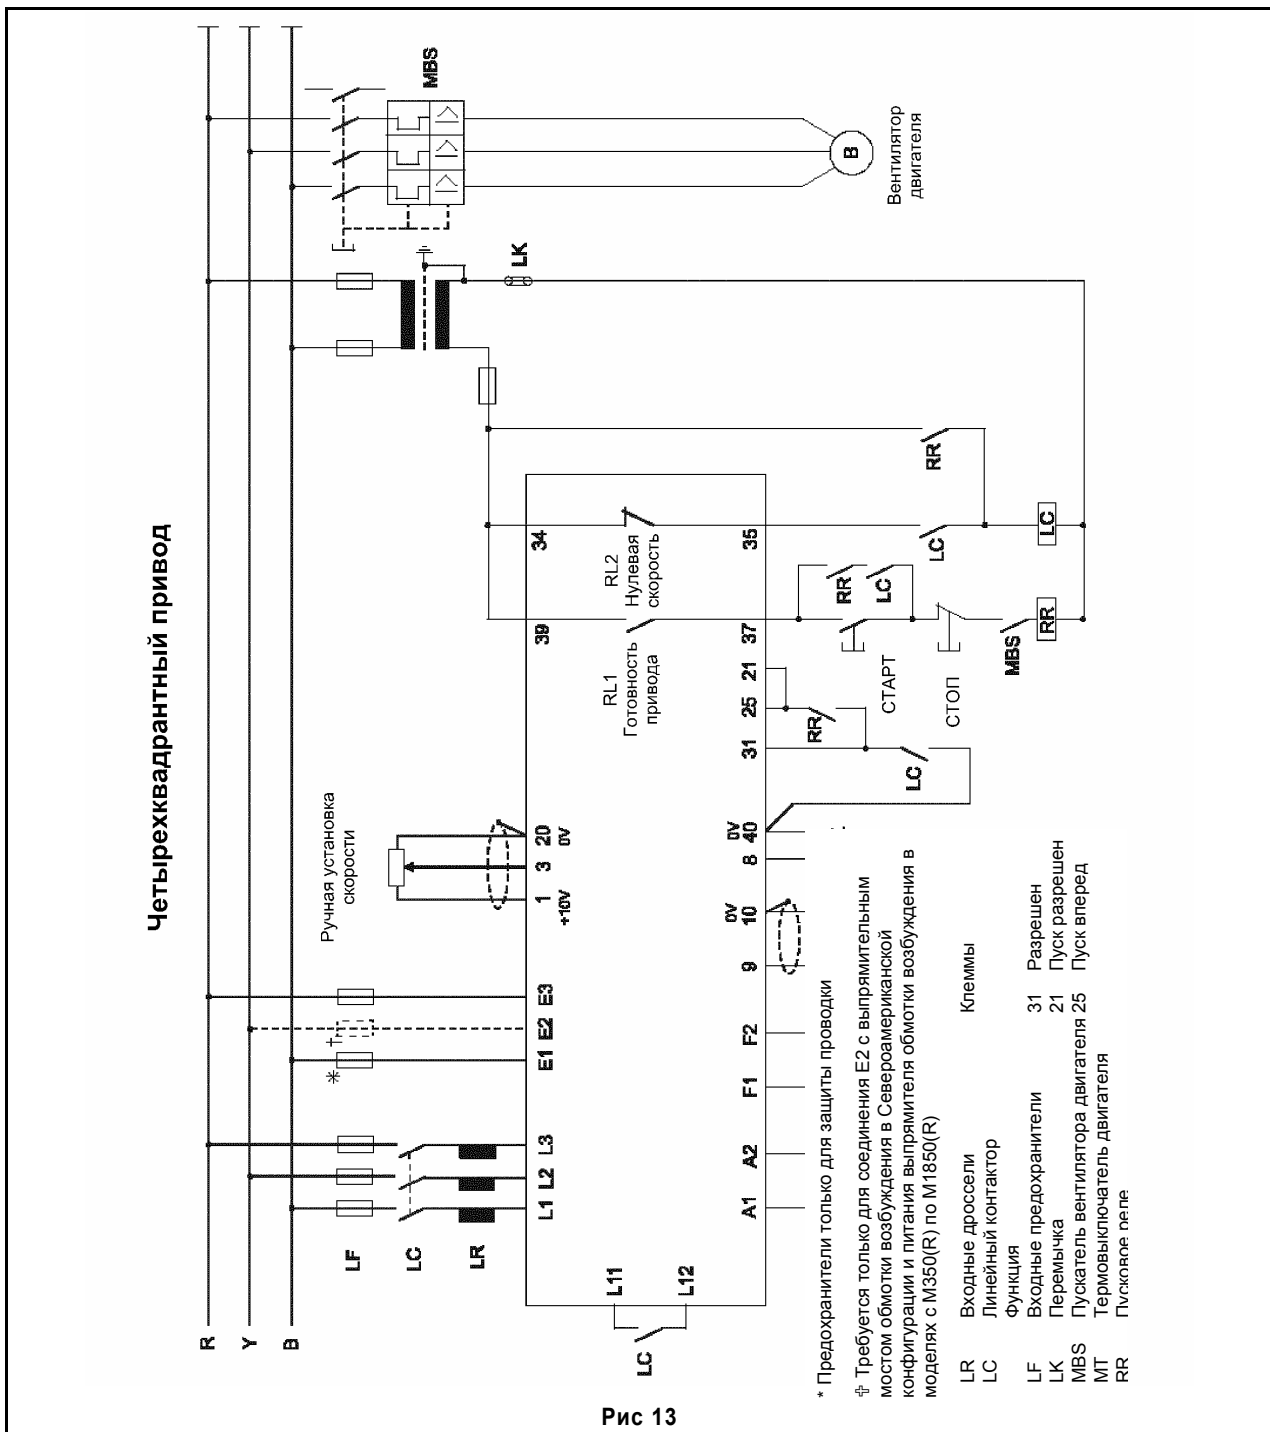 Четырехквадрантный привод
R
Y
B
LF
LC
LR
L1 L2 L3
*
†
E1 E2 E3
Ручная установка
скорости
1 3 20
+10V 0V
MBS
B
Вентилятор
двигателя
LK
L11
L12
LC
39
34
RL1
Готовность
привода
RL2
Нулевая
скорость
A1 A2 F1 F2 9 10 8 40 31 25 21 37 35
0V 0V
LC
RR
СТАРТ
СТОП
RR
LC
MBS
RR
LC
LC
RR
* Предохранители только для защиты проводки
✞ Требуется только для соединения E2 с выпрямительным
мостом обмотки возбуждения в Североамериканской
конфигурации и питания выпрямителя обмотки возбуждения в
моделях с M350(R) по M1850(R)
LR Входные дроссели Клеммы
LC Линейный контактор
Функция
LF Входные предохранители 31 Разрешен
LK Перемычка 21 Пуск разрешен
MBS Пускатель вентилятора двигателя 25 Пуск вперед
MT Термовыключатель двигателя
RR Пусковое реле
Рис 13